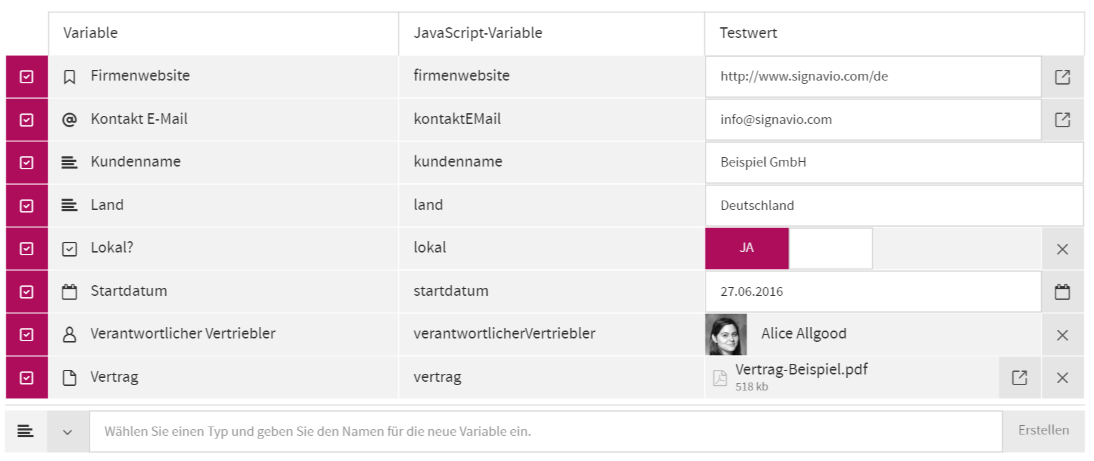 Variable JavaScript-Variable Testwert
Firmenwebsite firmenwebsite http://www.signavio.com/de
Kontakt E-Mail kontaktEMail info@signavio.com
Kundenname kundenname Beispiel GmbH
Land land Deutschland
Lokal? lokal JA
Startdatum startdatum 27.06.2016
Verantwortlicher Vertriebler verantwortlicherVertriebler Alice Allgood
Vertrag vertrag Vertrag-Beispiel.pdf
518 kb
Wählen Sie einen Typ und geben Sie den Namen für die neue Variable ein. Erstellen